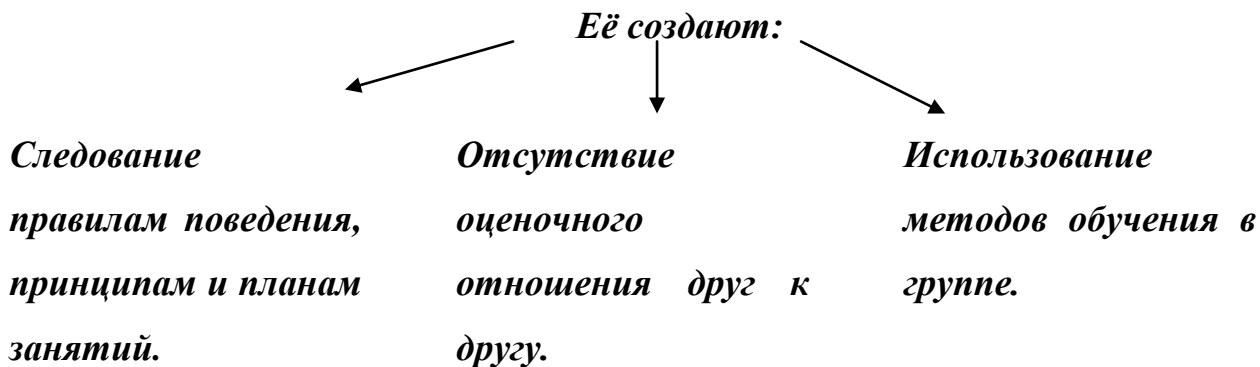 Её создают:
Следование
правилам поведения,
принципам и планам
занятий.
Отсутствие
оценочного
отношения друг к
другу.
Использование
методов обучения в
группе.